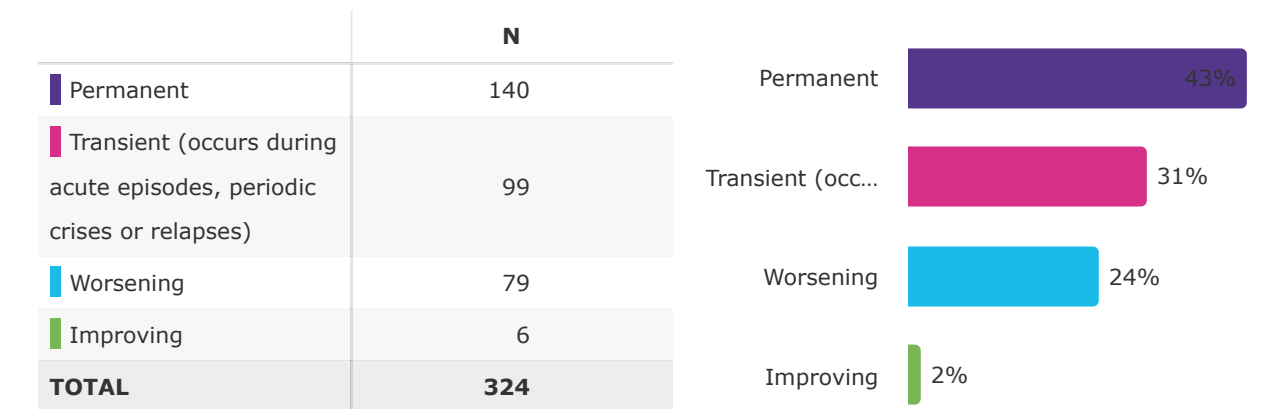 N
Permanent 140
Transient (occurs during
acute episodes, periodic 99
crises or relapses)
Worsening 79
Improving 6
TOTAL 324
Permanent 43%
Transient (occ... 31%
Worsening 24%
Improving 2%